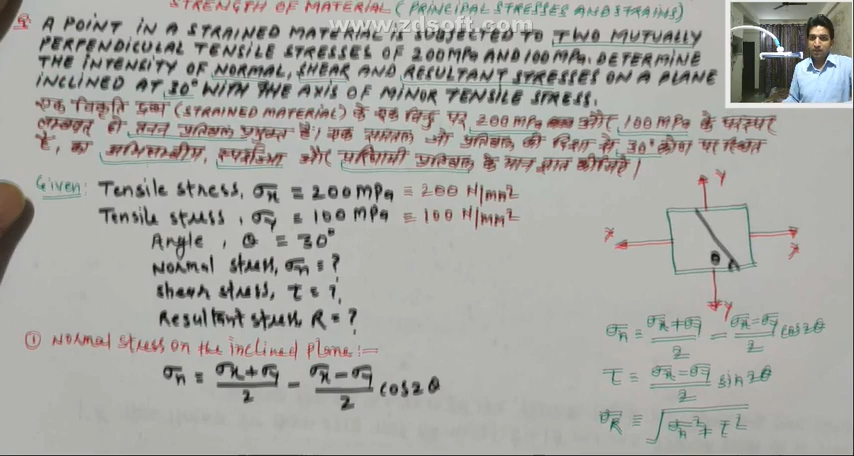 STRENGTH OF MATERIAL (PRINCIPAL STRESSES AND STRAINS)
www.zdsoft.com
Q. A POINT IN A STRAINED MATERIAL IS SUBJECTED TO TWO MUTUALLY
PERPENDICULAL TENSILE STRESSES OF 200MPa AND 100 MPa. DETERMINE
THE INTENSITY OF NORMAL, SHEAR AND RESULTANT STRESSES ON A PLANE
INCLINED AT 30° WITH THE AXIS OF MINOR TENSILE STRESS.
एक विकृति द्रव्य (STRAINED MATERIAL) के एक बिंदु पर 200 MPa और 100 MPa के परस्पर
लम्बवत दो तनन प्रतिबल प्रयुक्त हैं। एक समतल जो प्रतिबल की दिशा से 30° कोण पर स्थित
है, का अभिलम्बीय, स्पर्शज्या और परिणामी प्रतिबल के मान ज्ञात कीजिये।
Given: Tensile stress, σx = 200 MPa = 200 N/mm²
Tensile stress, σy = 100 MPa = 100 N/mm²
Angle, θ = 30°
Normal stress, σn = ?
Shear stress, τ = ?
Resultant stress R = ?
① Normal stress on the inclined plane:-
σn = (σx+σy)/2 - (σx-σy)/2 cos2θ
Y
x
x
θ
Y
σn = (σx+σy)/2 - (σx-σy)/2 cos2θ
τ = (σx-σy)/2 sin2θ
σR = √(σn² + τ²)